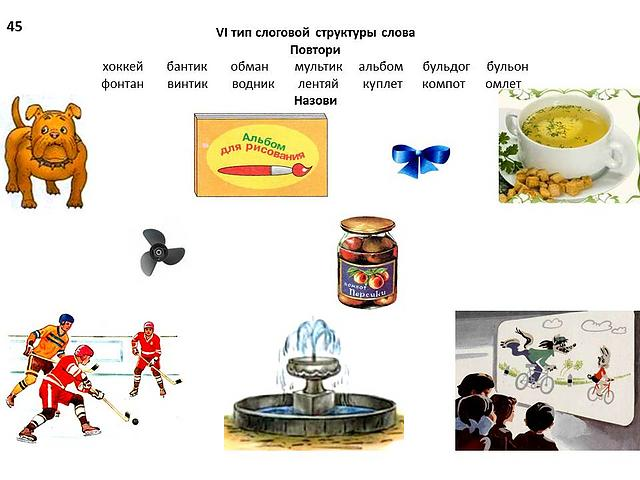 45
VI тип слоговой структуры слова
Повтори
хоккей бантик обман мультик альбом бульдог бульон
фонтан винтик водник лентяй куплет компот омлет
Назови
Альбом
для рисования
компот
Персики